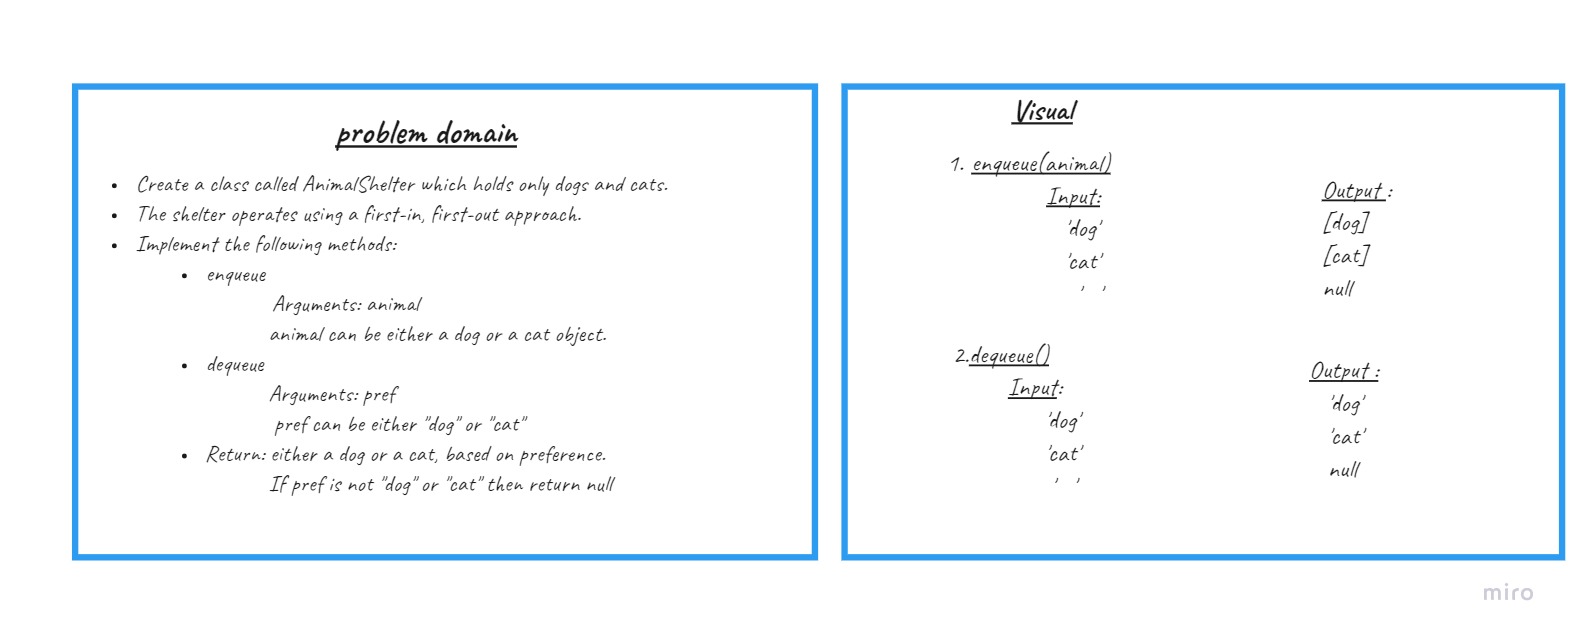 problem domain
• Create a class called AnimalShelter which holds only dogs and cats.
• The shelter operates using a first-in, first-out approach.
• Implement the following methods:
• enqueue
Arguments: animal
animal can be either a dog or a cat object.
• dequeue
Arguments: pref
pref can be either "dog" or "cat"
• Return: either a dog or a cat, based on preference.
If pref is not "dog" or "cat" then return null
Visual
1. enqueue(animal)
Input:
'dog'
'cat'
' '
Output :
[dog]
[cat]
null
2.dequeue()
Input:
'dog'
'cat'
' '
Output :
'dog'
'cat'
null
miro